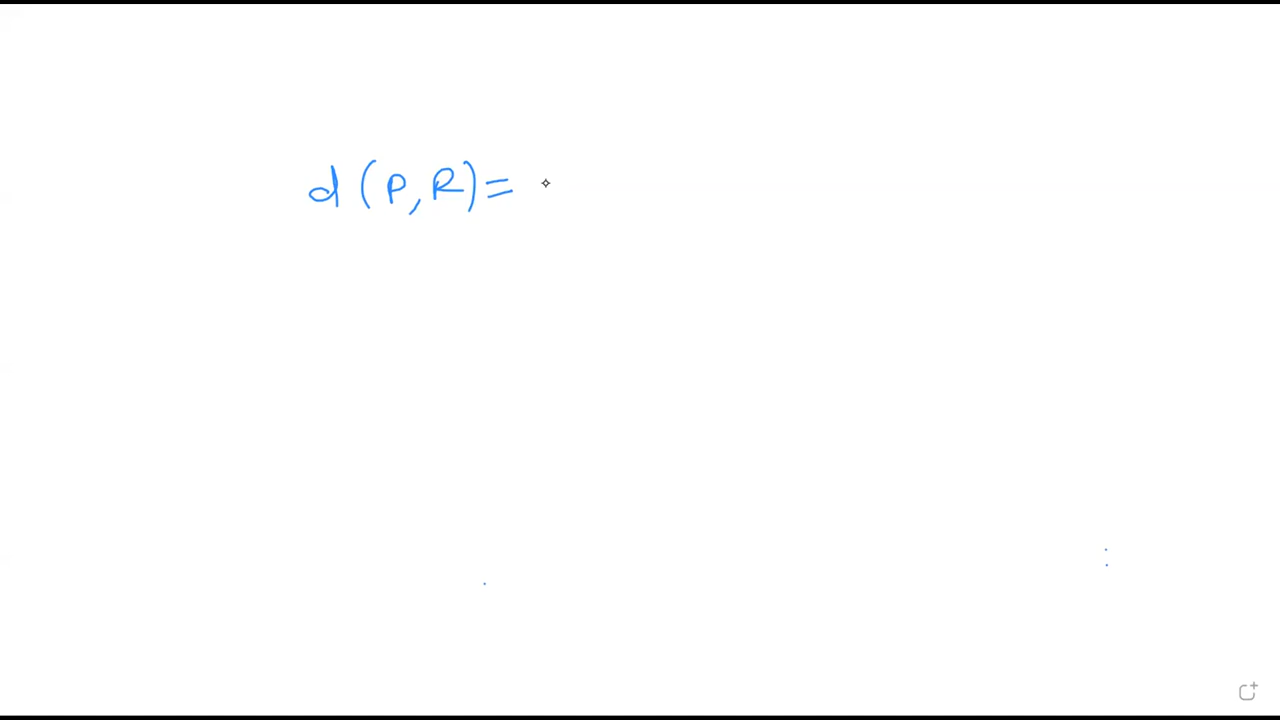 d (P, R) =